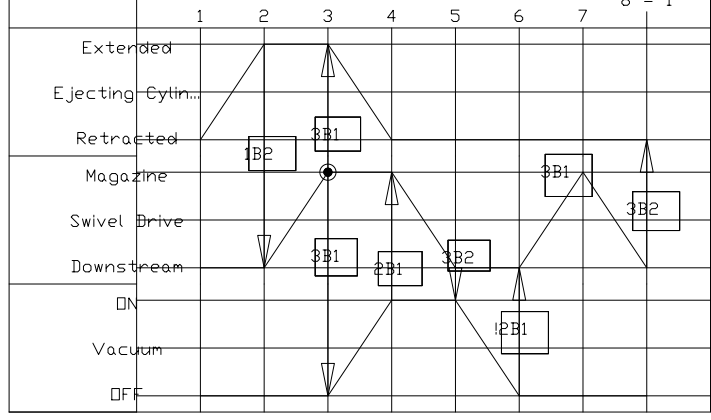 8 - 1
1 2 3 4 5 6 7
Extended
Ejecting Cylin...
3B1
Retracted
1B2
Magazine
3B1
3B2
Swivel Drive
3B1
3B2
Downstream
2B1
ON
!2B1
Vacuum
OFF